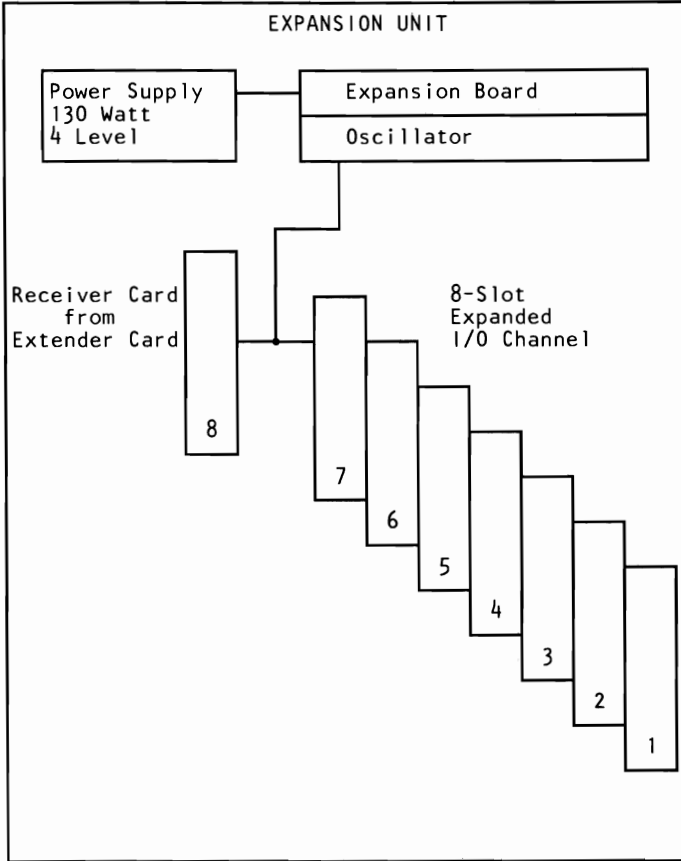 EXPANSION UNIT
Power Supply
130 Watt
4 Level
Expansion Board
Oscillator
Receiver Card
from
Extender Card
8-Slot
Expanded
I/O Channel
8
7
6
5
4
3
2
1